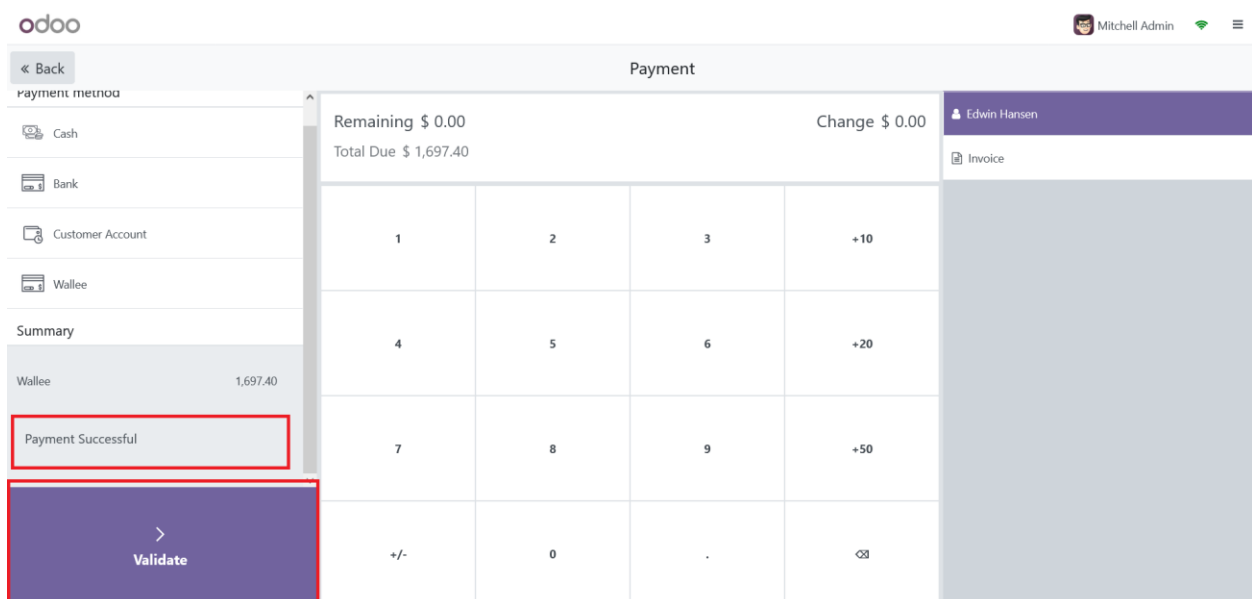 odoo
Mitchell Admin
« Back
Payment
Payment method
Cash
Bank
Customer Account
Wallee
Summary
Wallee 1,697.40
Payment Successful
Validate
Remaining $ 0.00
Change $ 0.00
Total Due $ 1,697.40
1 2 3 +10
4 5 6 +20
7 8 9 +50
+/- 0 .
Edwin Hansen
Invoice